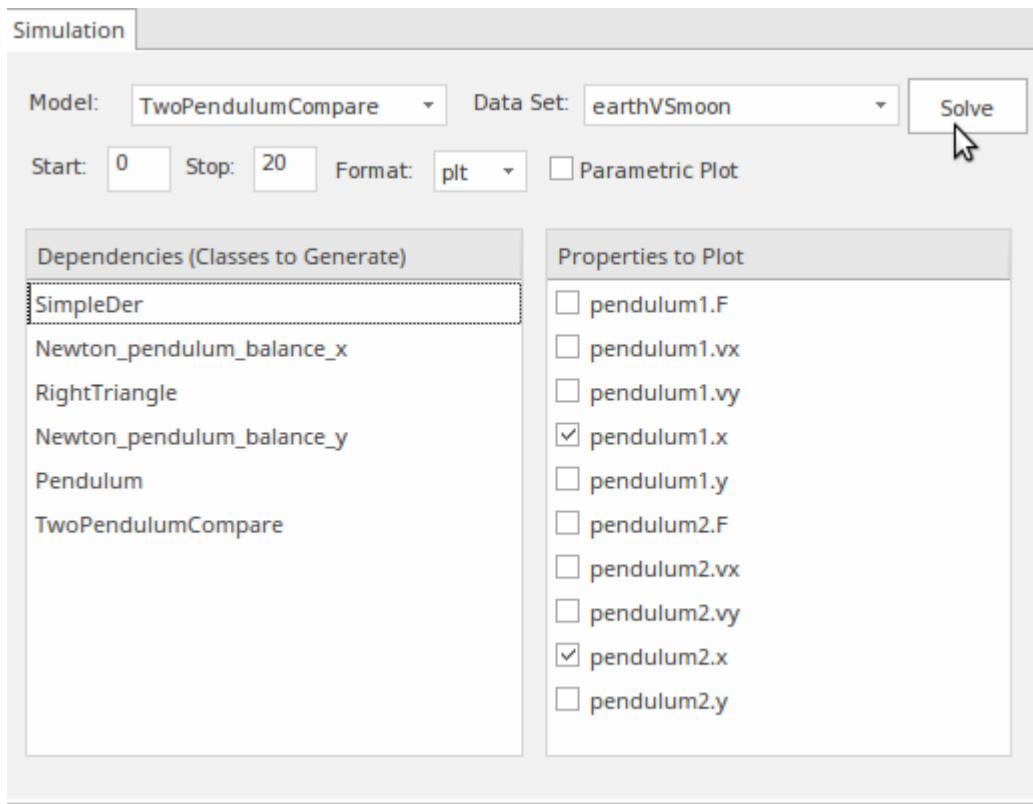 Simulation
Model: TwoPendulumCompare Data Set: earthVSmoon Solve
Start: 0 Stop: 20 Format: plt Parametric Plot
Dependencies (Classes to Generate)
SimpleDer
Newton_pendulum_balance_x
RightTriangle
Newton_pendulum_balance_y
Pendulum
TwoPendulumCompare
Properties to Plot
pendulum1.F
pendulum1.vx
pendulum1.vy
pendulum1.x
pendulum1.y
pendulum2.F
pendulum2.vx
pendulum2.vy
pendulum2.x
pendulum2.y